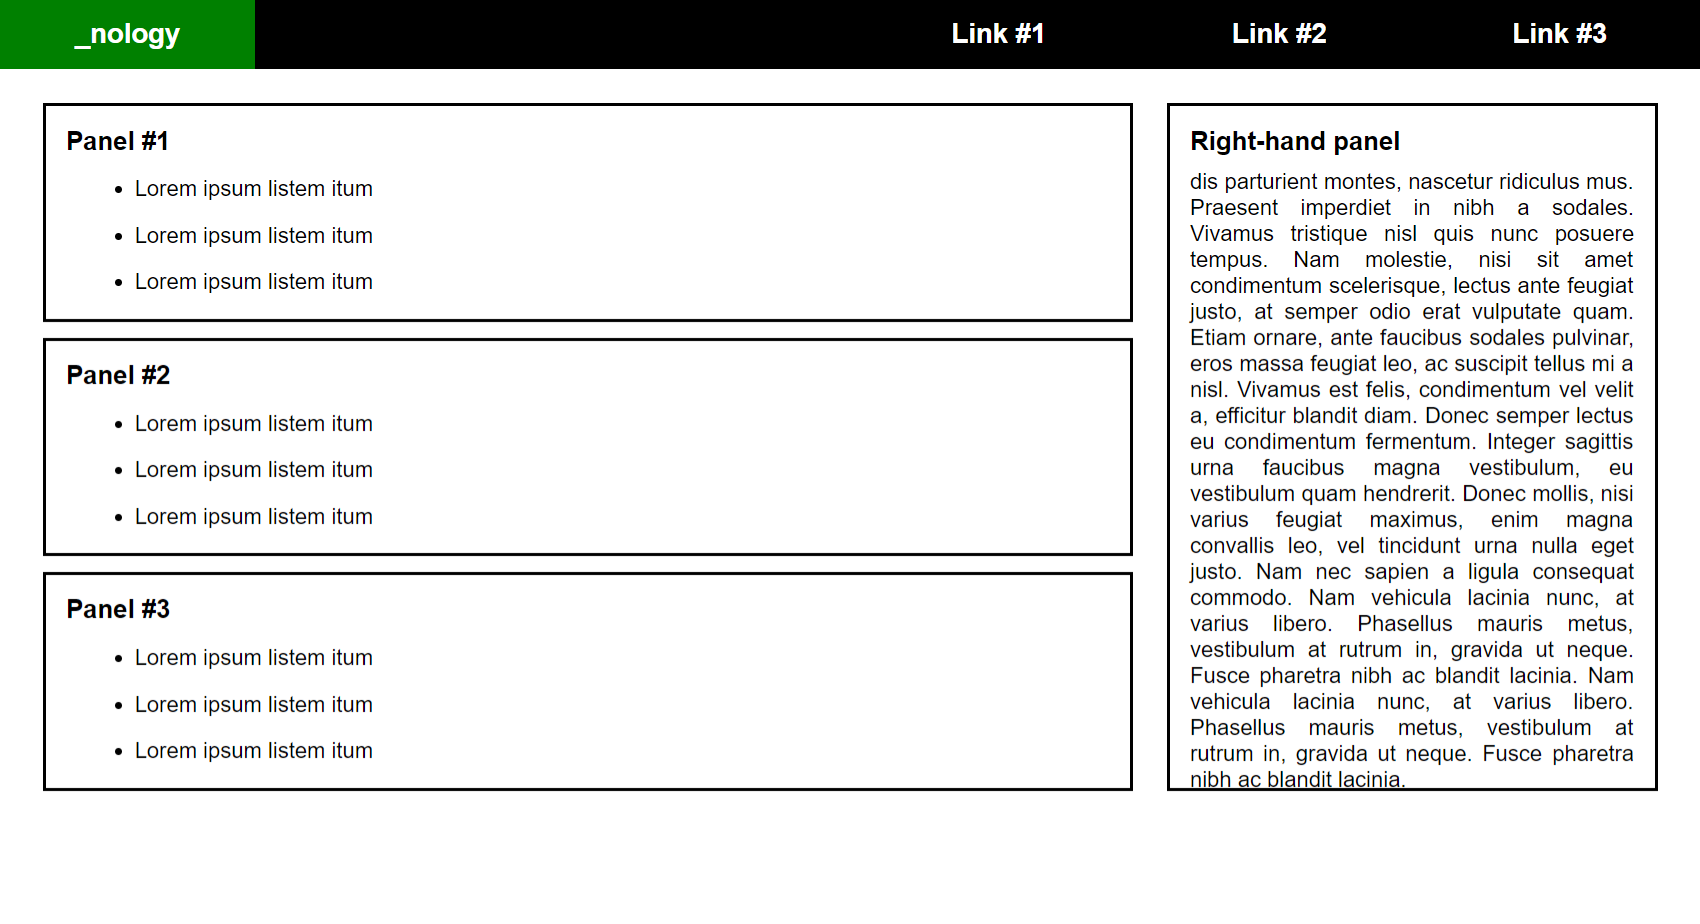 _nology
Link #1
Link #2
Link #3
Panel #1
Lorem ipsum listem itum
Lorem ipsum listem itum
Lorem ipsum listem itum
Panel #2
Lorem ipsum listem itum
Lorem ipsum listem itum
Lorem ipsum listem itum
Panel #3
Lorem ipsum listem itum
Lorem ipsum listem itum
Lorem ipsum listem itum
Right-hand panel
dis parturient montes, nascetur ridiculus mus.
Praesent imperdiet in nibh a sodales.
Vivamus tristique nisl quis nunc posuere
tempus. Nam molestie, nisi sit amet
condimentum scelerisque, lectus ante feugiat
justo, at semper odio erat vulputate quam.
Etiam ornare, ante faucibus sodales pulvinar,
eros massa feugiat leo, ac suscipit tellus mi a
nisl. Vivamus est felis, condimentum vel velit
a, efficitur blandit diam. Donec semper lectus
eu condimentum fermentum. Integer sagittis
urna faucibus magna vestibulum, eu
vestibulum quam hendrerit. Donec mollis, nisi
varius feugiat maximus, enim magna
convallis leo, vel tincidunt urna nulla eget
justo. Nam nec sapien a ligula consequat
commodo. Nam vehicula lacinia nunc, at
varius libero. Phasellus mauris metus,
vestibulum at rutrum in, gravida ut neque.
Fusce pharetra nibh ac blandit lacinia. Nam
vehicula lacinia nunc, at varius libero.
Phasellus mauris metus, vestibulum at
rutrum in, gravida ut neque. Fusce pharetra
nibh ac blandit lacinia.